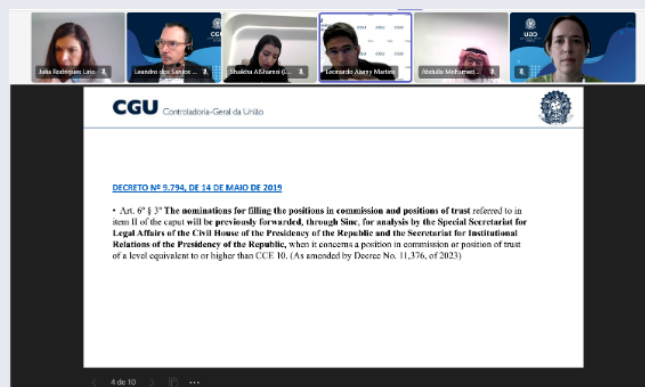 Julia Rodrigues Lirio
Leandro dos Santos ...
Shaikha AlShamsi (...
Leonardo
Abdulla Mohamed
CGU Controladoria-Geral da União
DECRETO Nº 9.794, DE 14 DE MAIO DE 2019
• Art. 6º § 3º The nominations for filling the positions in commission and positions of trust referred to in
item II of the caput will be previously forwarded, through Sinc, for analysis by the Special Secretariat for
Legal Affairs of the Civil House of the Presidency of the Republic and the Secretariat for Institutional
Relations of the Presidency of the Republic, when it concerns a position in commission or position of trust
of a level equivalent to or higher than CCE 10. (As amended by Decree No. 11,376, of 2023)
4 de 10